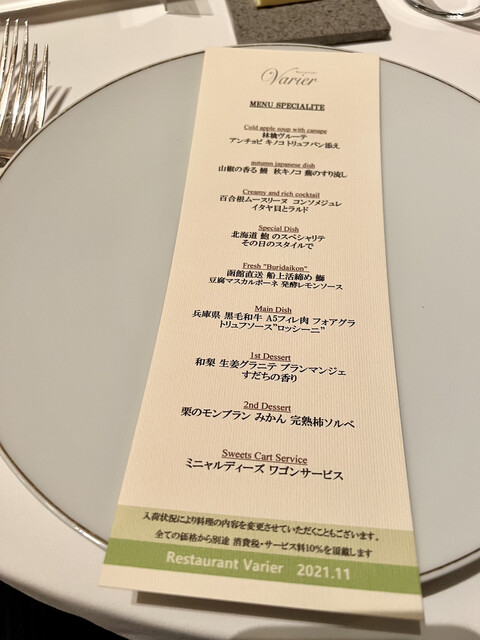 Varier
MENU SPECIALITE
Cold apple soup with canape
林檎ヴルーテ
アンチョビ キノコ トリュフパン添え
autumn japanese dish
山椒の香る 鰻 秋キノコ 蕪のすり流し
Creamy and rich cocktail
百合根ムースリーヌ コンソメジュレ
イタヤ貝とラルド
Special Dish
北海道 鮑 のスペシャリテ
その日のスタイルで
Fresh "Buridaikon"
函館直送 船上活締め 鰤
豆腐マスカルポーネ 発酵レモンソース
Main Dish
兵庫県 黒毛和牛 A5フィレ肉 フォアグラ
トリュフソース"ロッシーニ"
1st Dessert
和梨 生姜グラニテ ブランマンジェ
すだちの香り
2nd Dessert
栗のモンブラン みかん 完熟柿ソルベ
Sweets Cart Service
ミニャルディーズ ワゴンサービス
入荷状況により料理の内容を変更させていただくこともございます。
全ての価格から別途 消費税・サービス料10%を頂戴します
Restaurant Varier 2021.11